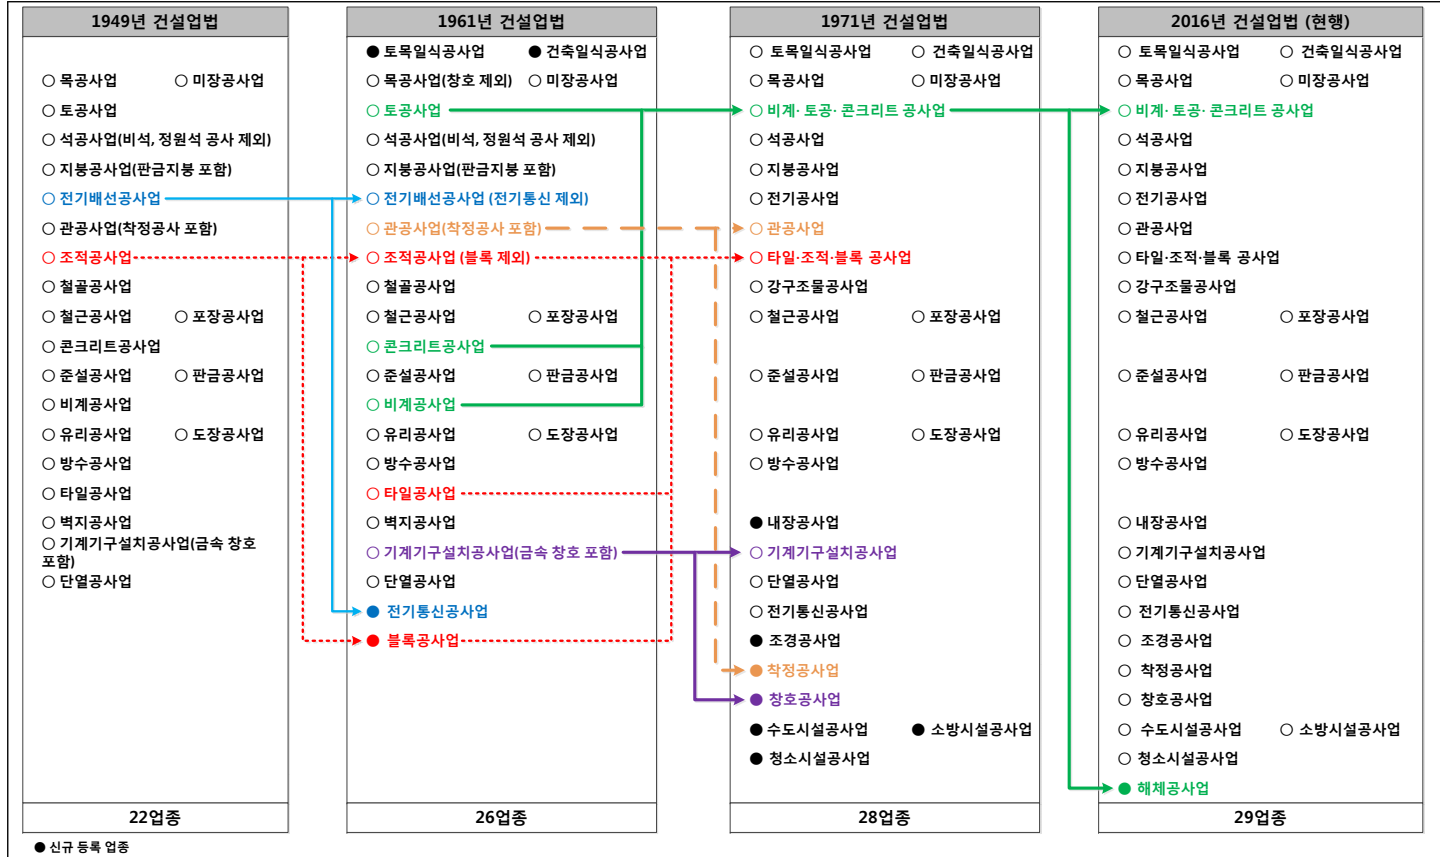 1949년 건설업법
○ 목공사업 ○ 미장공사업
○ 토공사업
○ 석공사업(비석, 정원석 공사 제외)
○ 지붕공사업(판금지붕 포함)
○ 전기배선공사업
○ 관공사업(착정공사 포함)
○ 조적공사업
○ 철골공사업
○ 철근공사업 ○ 포장공사업
○ 콘크리트공사업
○ 준설공사업 ○ 판금공사업
○ 비계공사업
○ 유리공사업 ○ 도장공사업
○ 방수공사업
○ 타일공사업
○ 벽지공사업
○ 기계기구설치공사업(금속 창호
포함)
○ 단열공사업
22업종
1961년 건설업법
● 토목일식공사업 ● 건축일식공사업
○ 목공사업(창호 제외) ○ 미장공사업
○ 토공사업
○ 석공사업(비석, 정원석 공사 제외)
○ 지붕공사업(판금지붕 포함)
○ 전기배선공사업 (전기통신 제외)
○ 관공사업(착정공사 포함)
○ 조적공사업 (블록 제외)
○ 철골공사업
○ 철근공사업 ○ 포장공사업
○ 콘크리트공사업
○ 준설공사업 ○ 판금공사업
○ 비계공사업
○ 유리공사업 ○ 도장공사업
○ 방수공사업
○ 타일공사업
○ 벽지공사업
○ 기계기구설치공사업(금속 창호 포함)
○ 단열공사업
● 전기통신공사업
● 블록공사업
26업종
1971년 건설업법
○ 토목일식공사업 ○ 건축일식공사업
○ 목공사업 ○ 미장공사업
○ 비계· 토공· 콘크리트 공사업
○ 석공사업
○ 지붕공사업
○ 전기공사업
○ 관공사업
○ 타일·조적·블록 공사업
○ 강구조물공사업
○ 철근공사업 ○ 포장공사업
○ 준설공사업 ○ 판금공사업
○ 유리공사업 ○ 도장공사업
○ 방수공사업
● 내장공사업
○ 기계기구설치공사업
○ 단열공사업
○ 전기통신공사업
● 조경공사업
● 착정공사업
● 창호공사업
● 수도시설공사업 ● 소방시설공사업
● 청소시설공사업
28업종
2016년 건설업법 (현행)
○ 토목일식공사업 ○ 건축일식공사업
○ 목공사업 ○ 미장공사업
○ 비계· 토공· 콘크리트 공사업
○ 석공사업
○ 지붕공사업
○ 전기공사업
○ 관공사업
○ 타일·조적·블록 공사업
○ 강구조물공사업
○ 철근공사업 ○ 포장공사업
○ 준설공사업 ○ 판금공사업
○ 유리공사업 ○ 도장공사업
○ 방수공사업
○ 내장공사업
○ 기계기구설치공사업
○ 단열공사업
○ 전기통신공사업
○ 조경공사업
○ 착정공사업
○ 창호공사업
○ 수도시설공사업 ○ 소방시설공사업
○ 청소시설공사업
● 해체공사업
29업종
● 신규 등록 업종